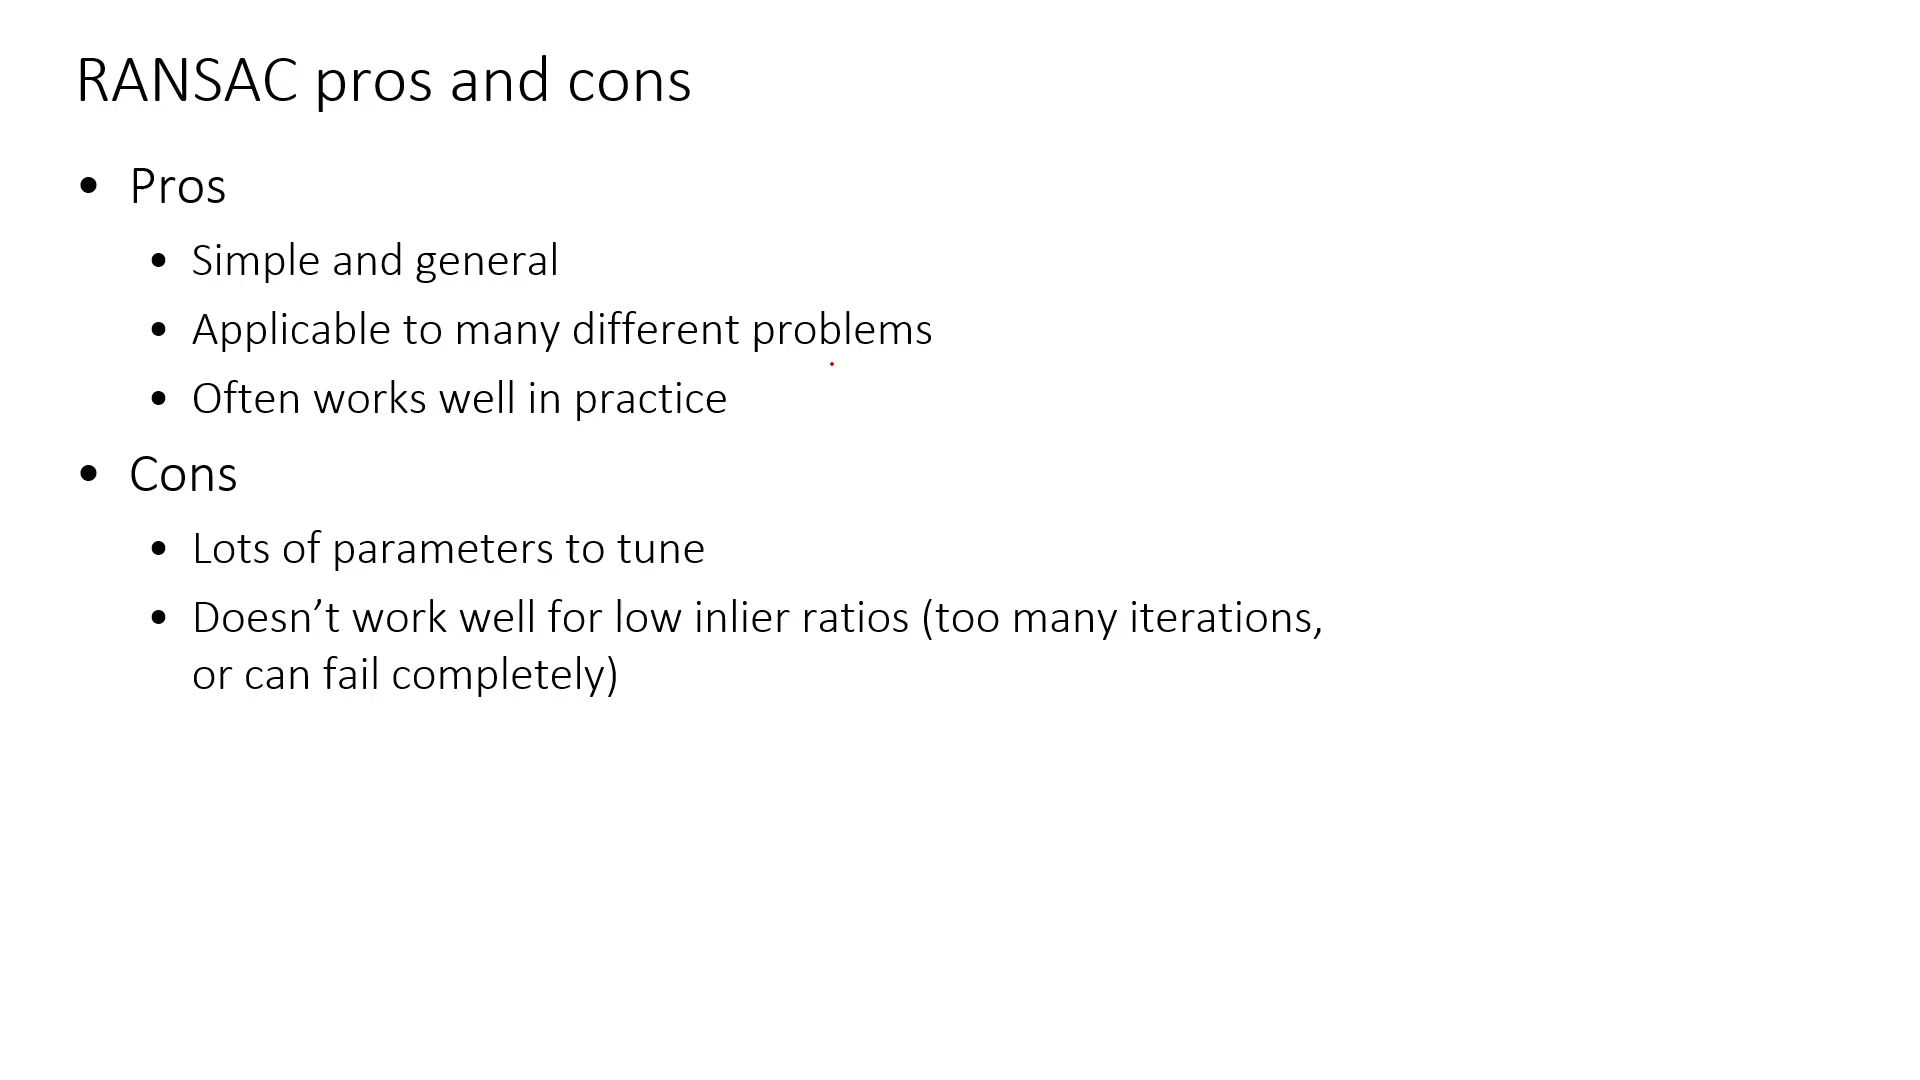 RANSAC pros and cons
• Pros
• Simple and general
• Applicable to many different problems
• Often works well in practice
• Cons
• Lots of parameters to tune
• Doesn’t work well for low inlier ratios (too many iterations,
or can fail completely)